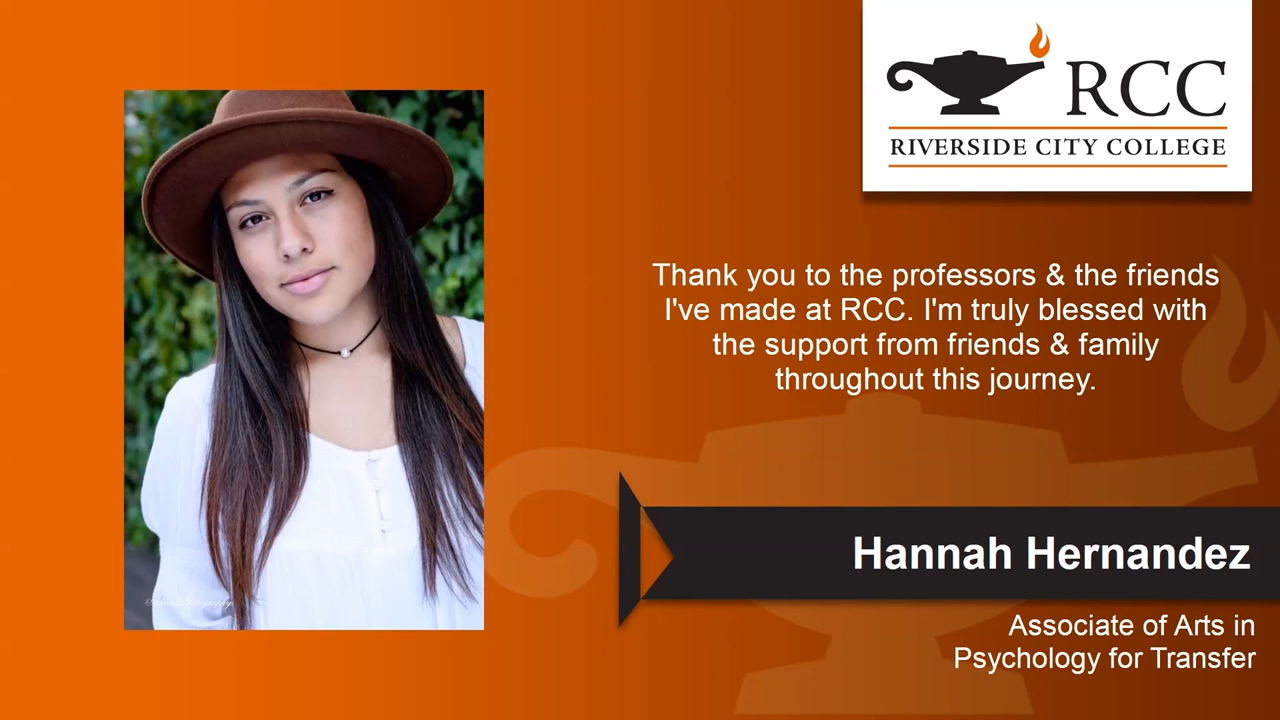 RCC
RIVERSIDE CITY COLLEGE
Thank you to the professors & the friends
I've made at RCC. I'm truly blessed with
the support from friends & family
throughout this journey.
Hannah Hernandez
Associate of Arts in
Psychology for Transfer